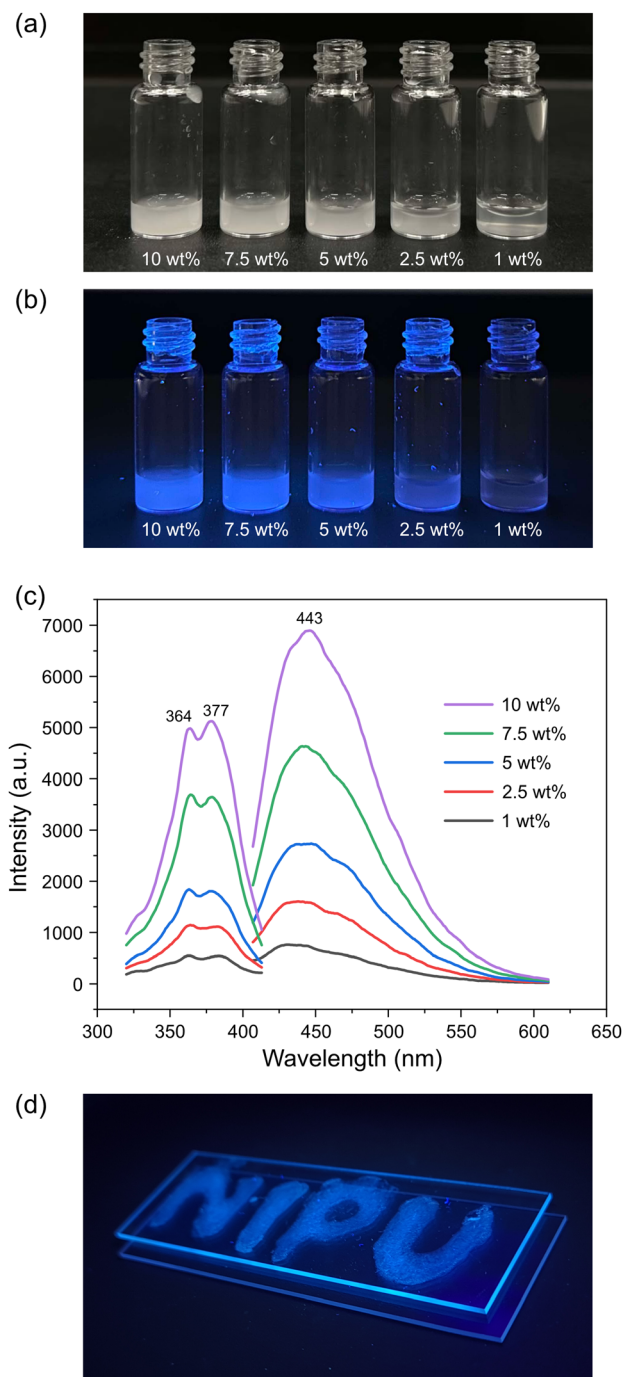 (a)
10 wt% 7.5 wt% 5 wt% 2.5 wt% 1 wt%
(b)
10 wt% 7.5 wt% 5 wt% 2.5 wt% 1 wt%
(c)
443
364 377
10 wt%
7.5 wt%
5 wt%
2.5 wt%
1 wt%
7000
6000
5000
4000
3000
2000
1000
0
Intensity (a.u.)
300 350 400 450 500 550 600 650
Wavelength (nm)
(d)
NIPU